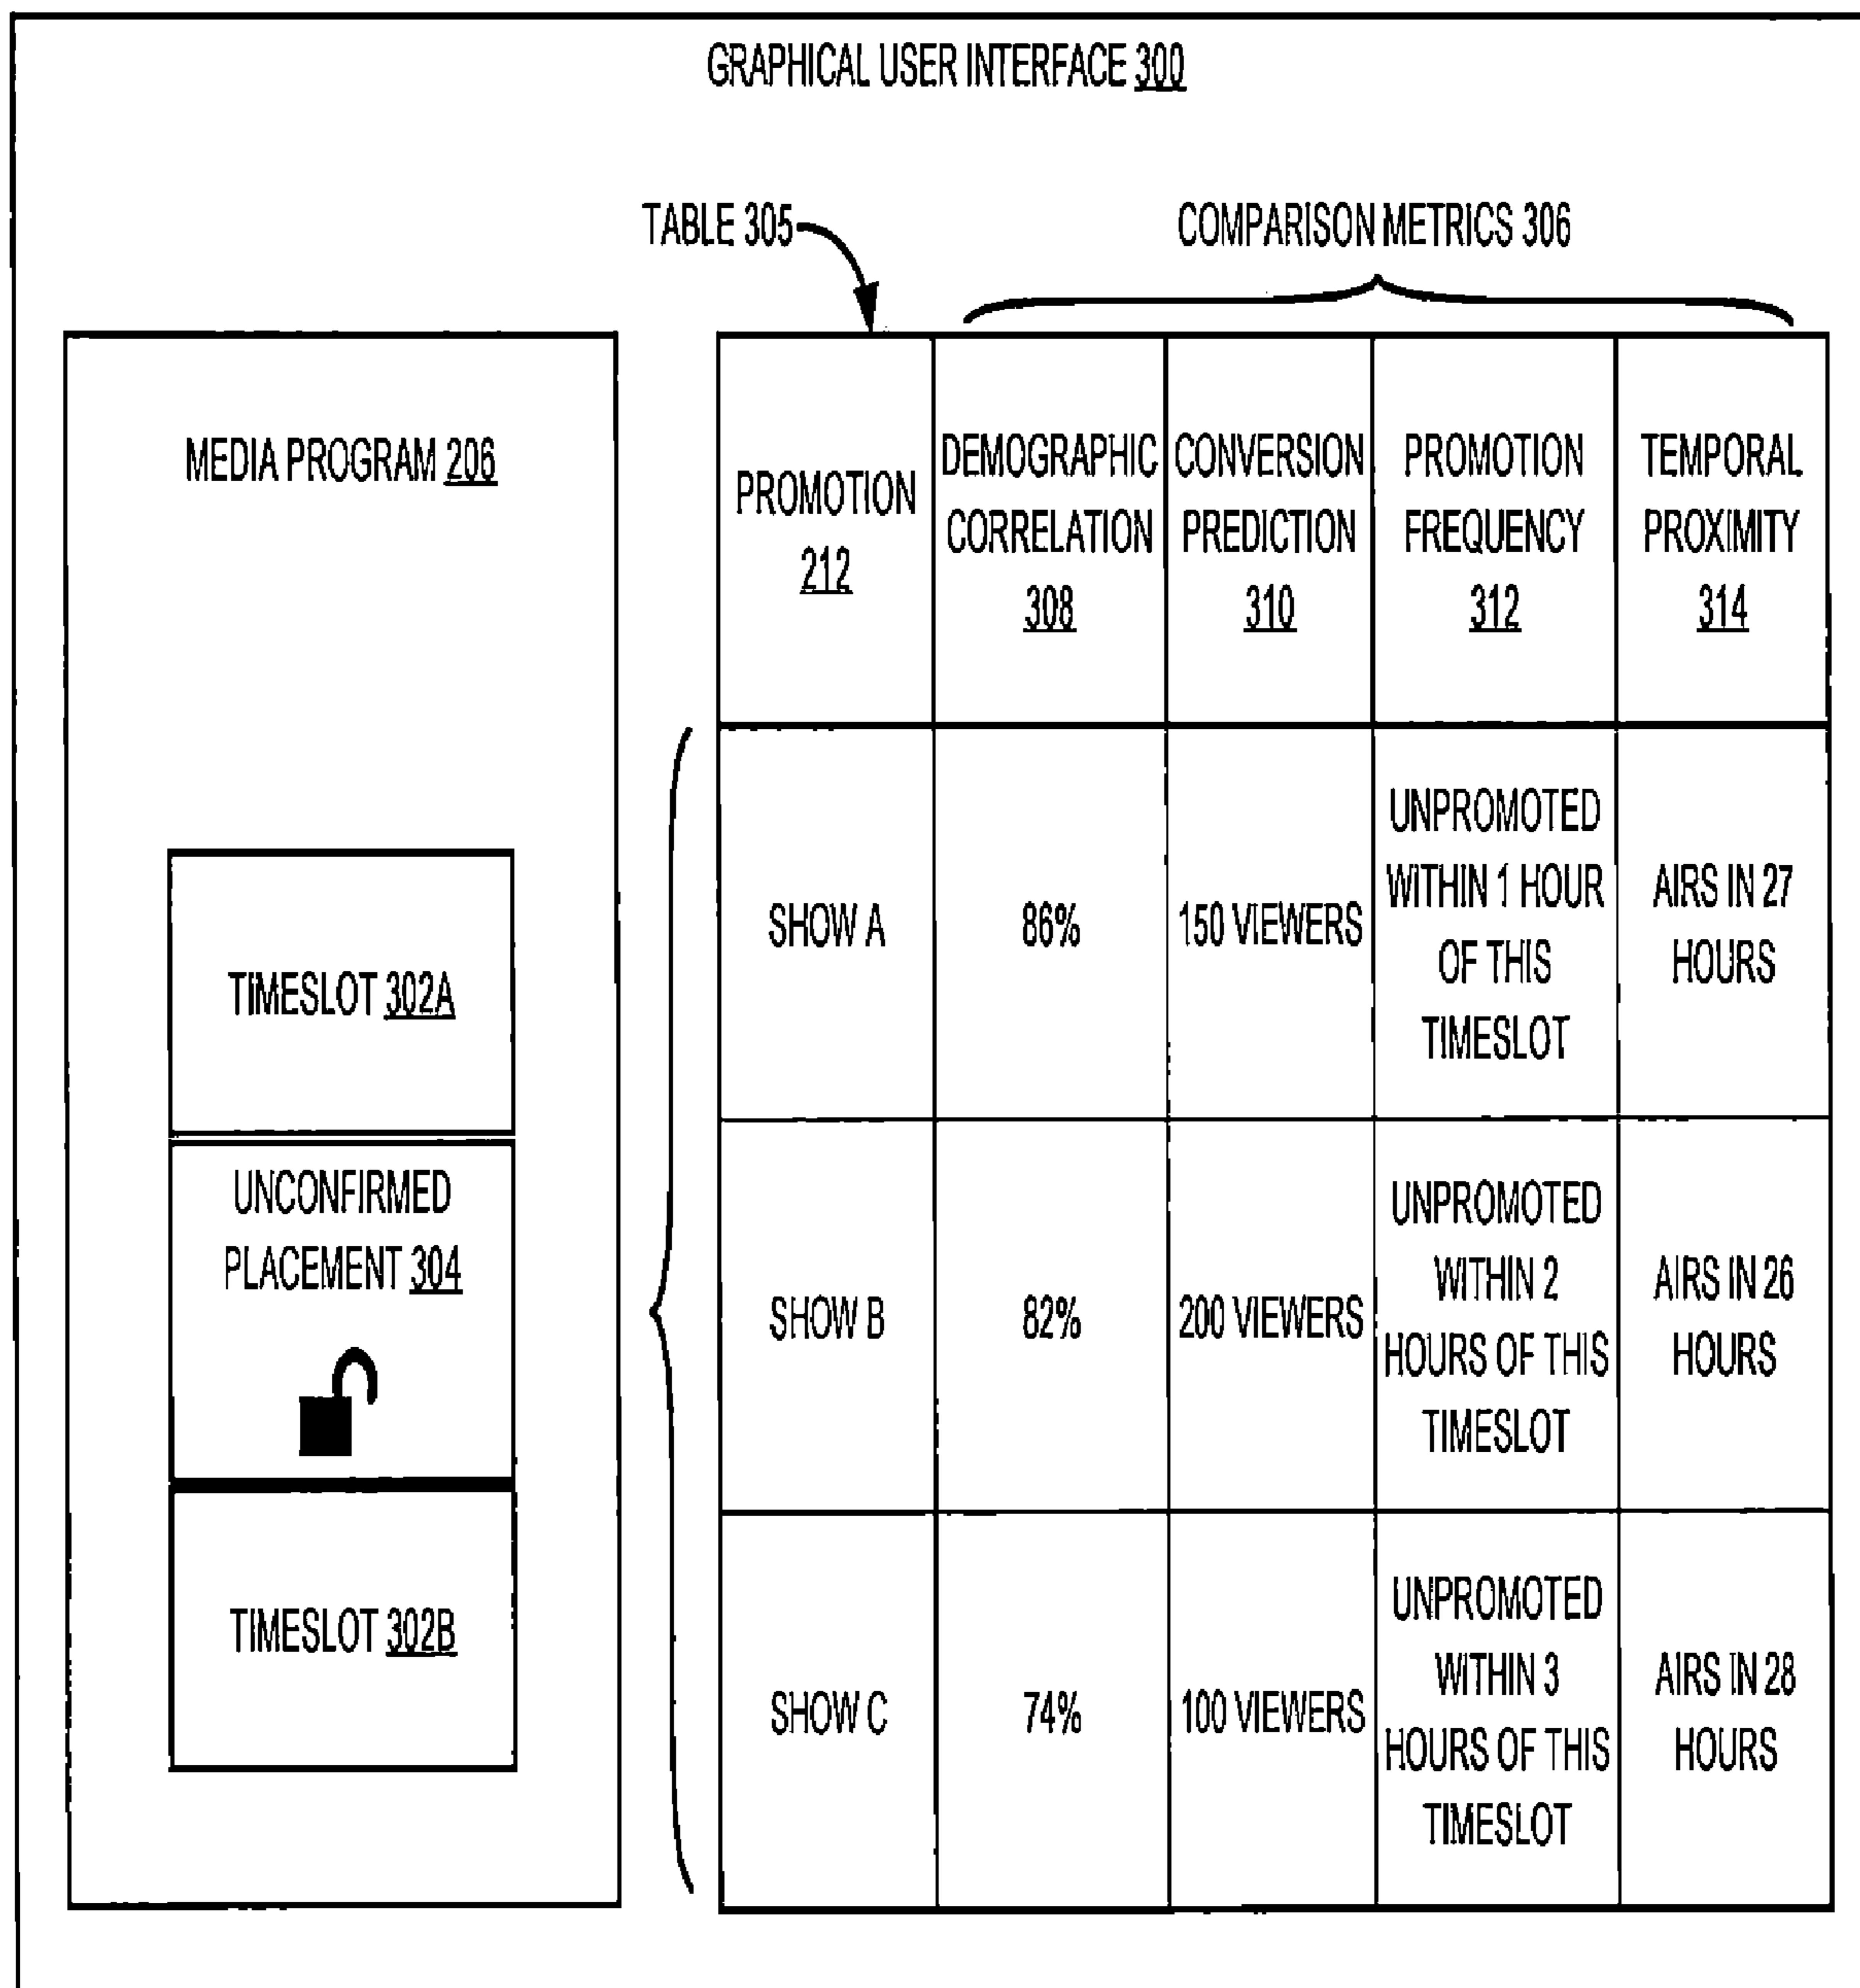 GRAPHICAL USER INTERFACE 300
TABLE 305
COMPARISON METRICS 306
MEDIA PROGRAM 206
TIMESLOT 302A
UNCONFIRMED
PLACEMENT 304
TIMESLOT 302B
PROMOTION
212
DEMOGRAPHIC
CORRELATION
308
CONVERSION
PREDICTION
310
PROMOTION
FREQUENCY
312
TEMPORAL
PROXIMITY
314
SHOW A
86%
150 VIEWERS
UNPROMOTED
WITHIN 1 HOUR
OF THIS
TIMESLOT
AIRS IN 27
HOURS
SHOW B
82%
200 VIEWERS
UNPROMOTED
WITHIN 2
HOURS OF THIS
TIMESLOT
AIRS IN 26
HOURS
SHOW C
74%
100 VIEWERS
UNPROMOTED
WITHIN 3
HOURS OF THIS
TIMESLOT
AIRS IN 28
HOURS